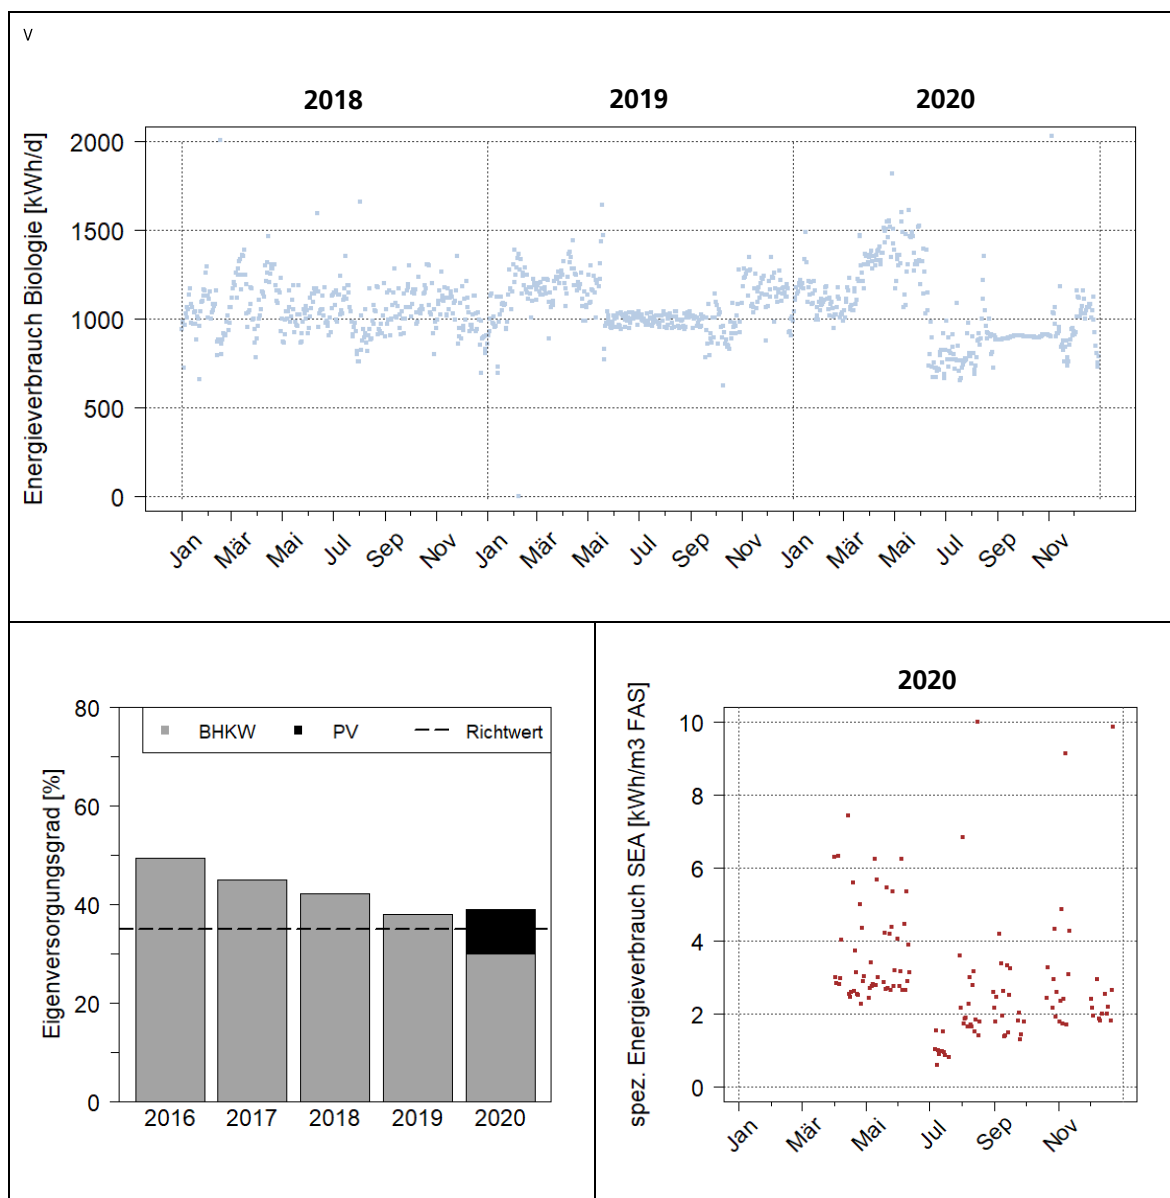 V
2018 2019 2020
Energieverbrauch Biologie [kWh/d]
2000
1500
1000
500
0
Jan Mär Mai Jul Sep Nov Jan Mär Mai Jul Sep Nov Jan Mär Mai Jul Sep Nov
Eigenversorgungsgrad [%]
80
60
40
20
0
BHKW PV Richtwert
2016 2017 2018 2019 2020
2020
spez. Energieverbrauch SEA [kWh/m3 FAS]
10
8
6
4
2
0
Jan Mär Mai Jul Sep Nov